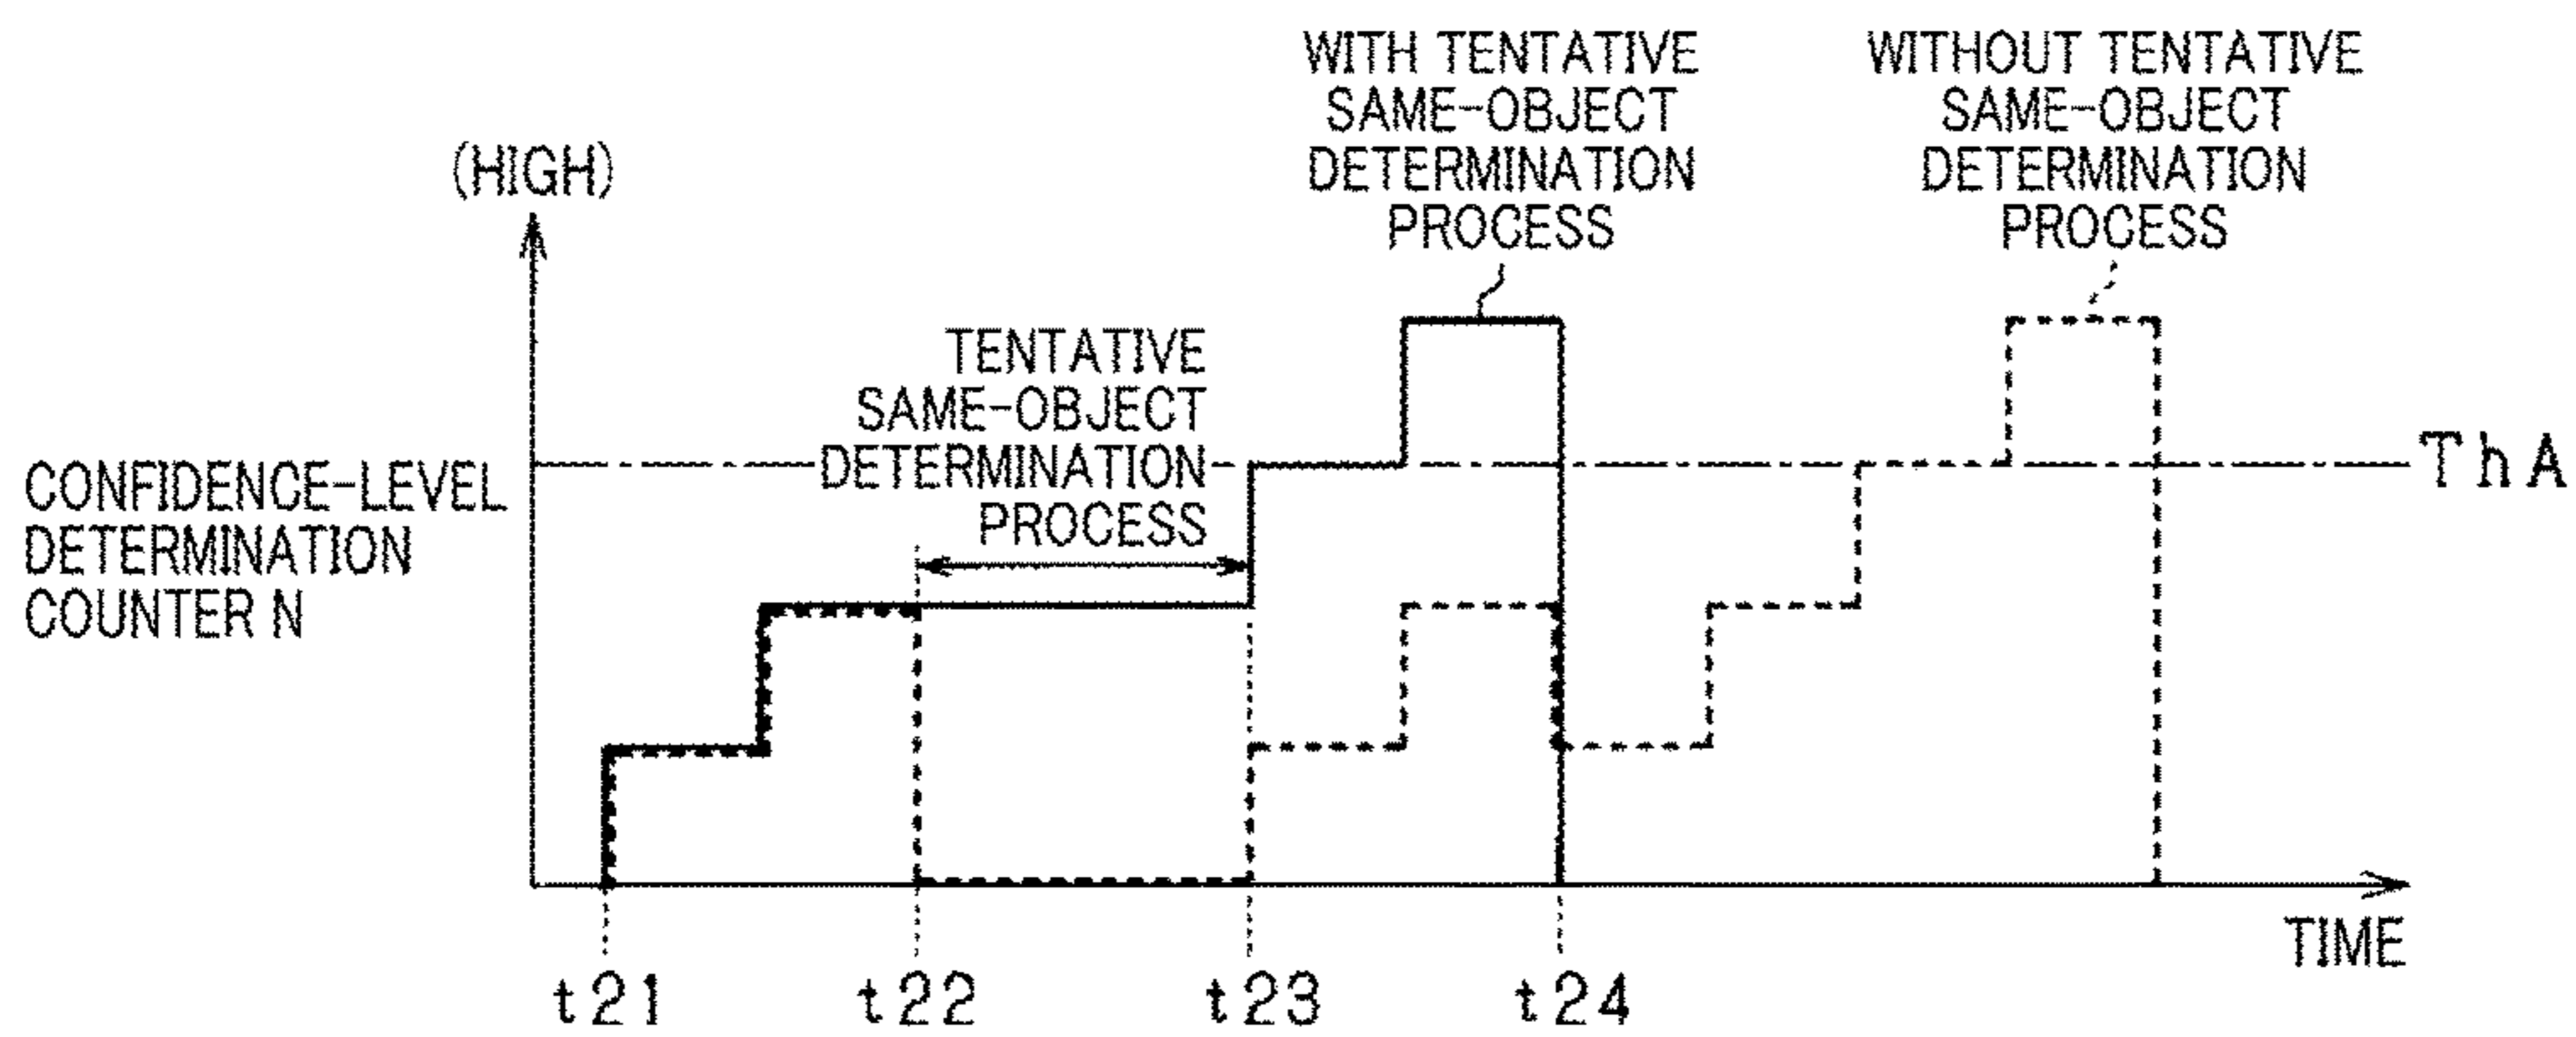 WITH TENTATIVE
SAME-OBJECT
DETERMINATION
PROCESS
WITHOUT TENTATIVE
SAME-OBJECT
DETERMINATION
PROCESS
(HIGH)
TENTATIVE
SAME-OBJECT
DETERMINATION
PROCESS
ThA
CONFIDENCE-LEVEL
DETERMINATION
COUNTER N
TIME
t21
t22
t23
t24